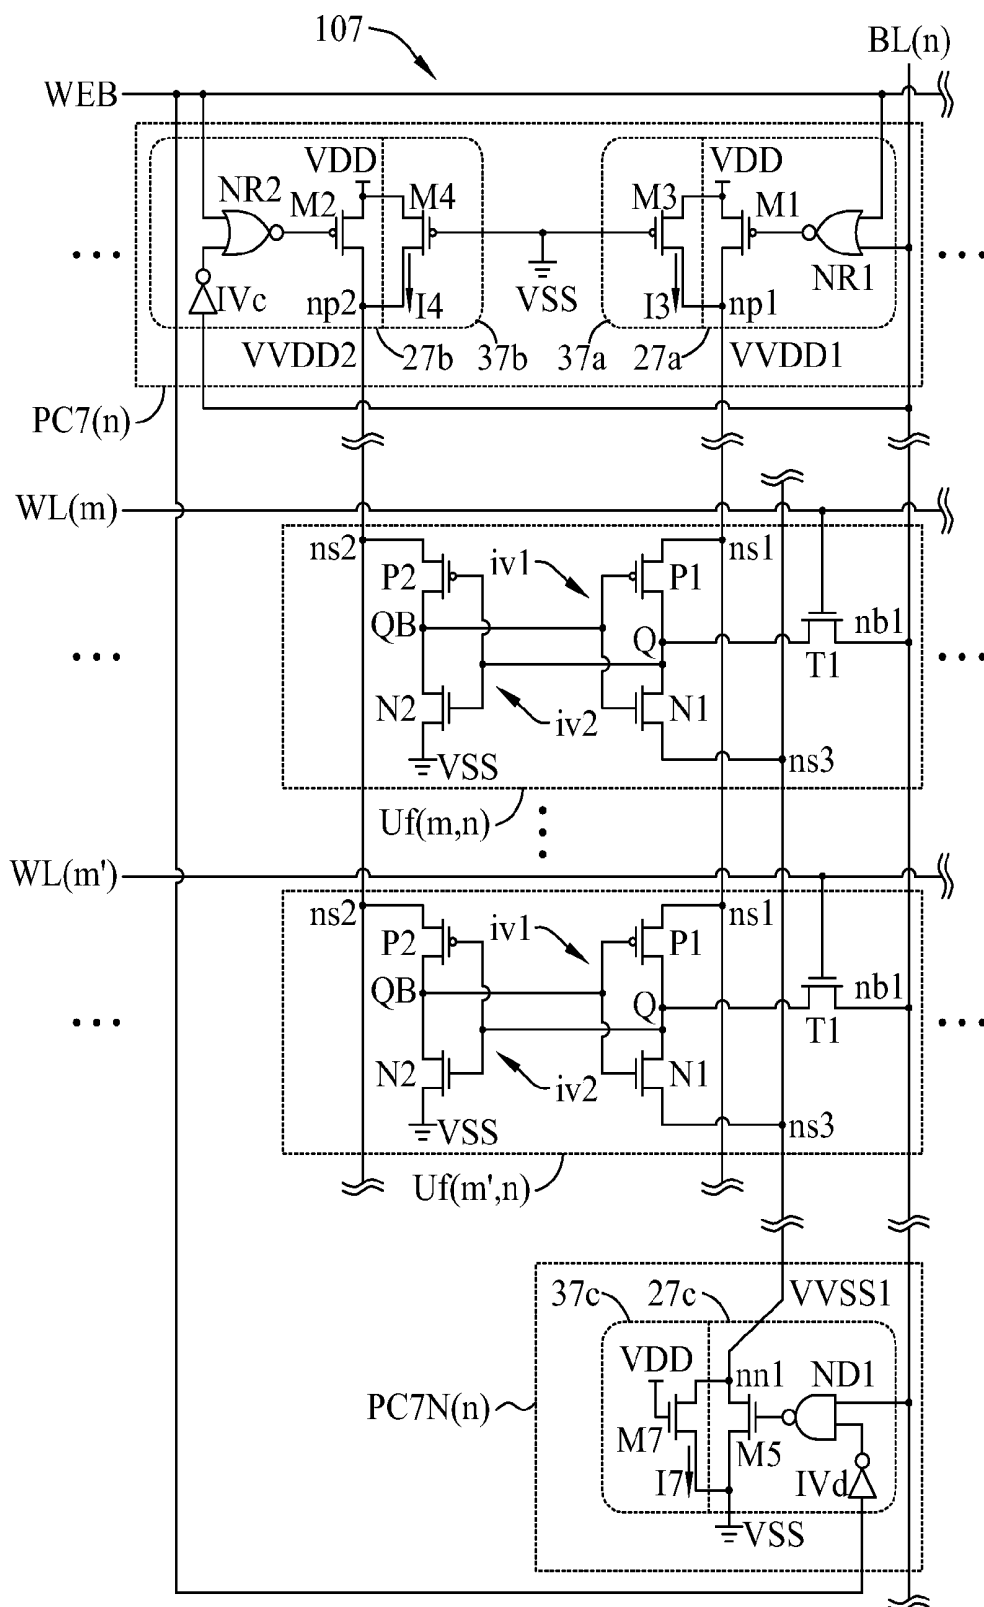 107
BL(n)
WEB
VDD
VDD
NR2
M2
M4
M3
M1
• • •
• • •
VSS
NR1
IVc
np2
I4
I3
np1
VVDD2
27b
37b
37a
27a
VVDD1
PC7(n)
WL(m)
ns2
iv1
ns1
P2
P1
QB
Q
nb1
• • •
• • •
T1
N2
N1
iv2
VSS
ns3
Uf(m,n)
WL(m')
ns2
iv1
ns1
P2
P1
QB
Q
nb1
• • •
• • •
T1
N2
N1
iv2
VSS
ns3
Uf(m',n)
37c
27c
VVSS1
VDD
nn1
ND1
PC7N(n)
M7
M5
I7
IVd
VSS